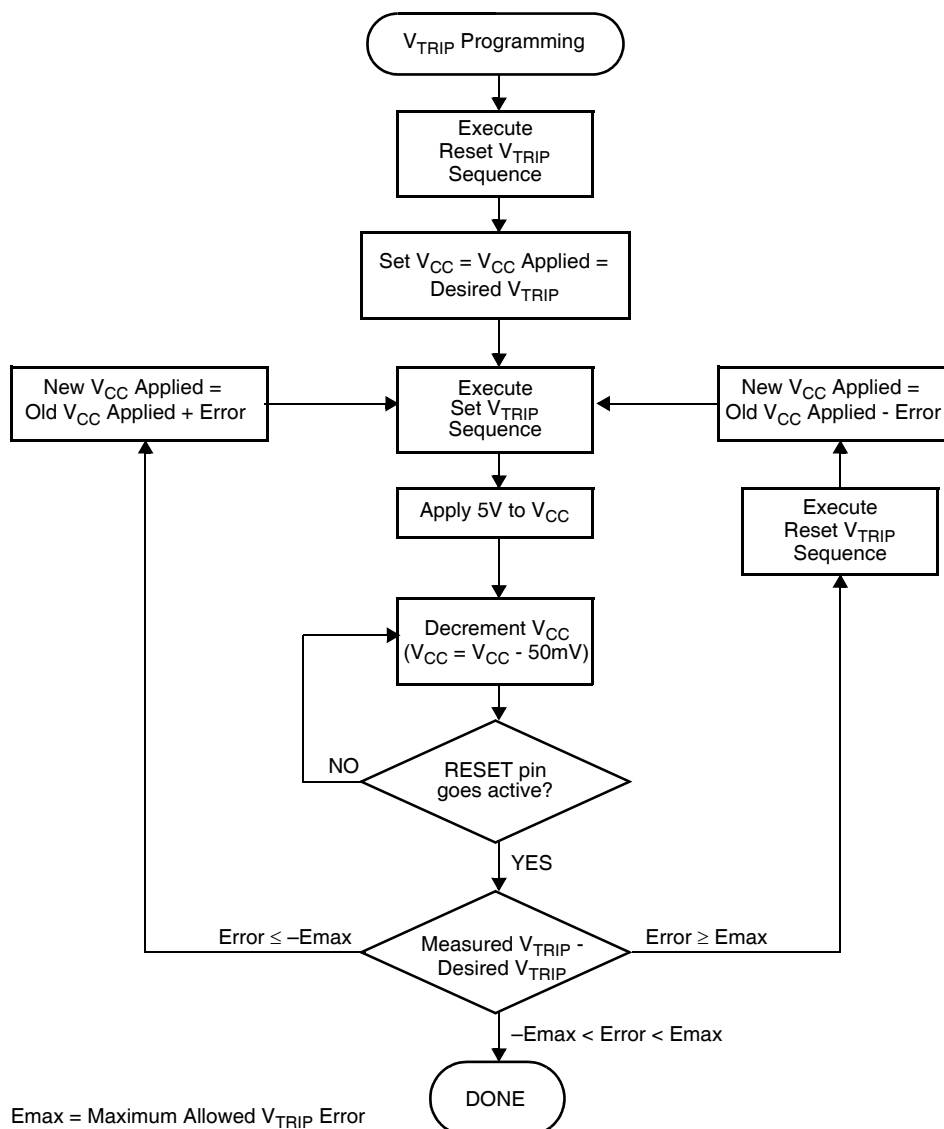 VTRIP Programming
Execute
Reset VTRIP
Sequence
Set VCC = VCC Applied =
Desired VTRIP
New VCC Applied =
Old VCC Applied + Error
Execute
Set VTRIP
Sequence
New VCC Applied =
Old VCC Applied - Error
Apply 5V to VCC
Execute
Reset VTRIP
Sequence
Decrement VCC
(VCC = VCC - 50mV)
NO
RESET pin
goes active?
YES
Error ≤ –Emax
Measured VTRIP -
Desired VTRIP
Error ≥ Emax
–Emax < Error < Emax
DONE
Emax = Maximum Allowed VTRIP Error